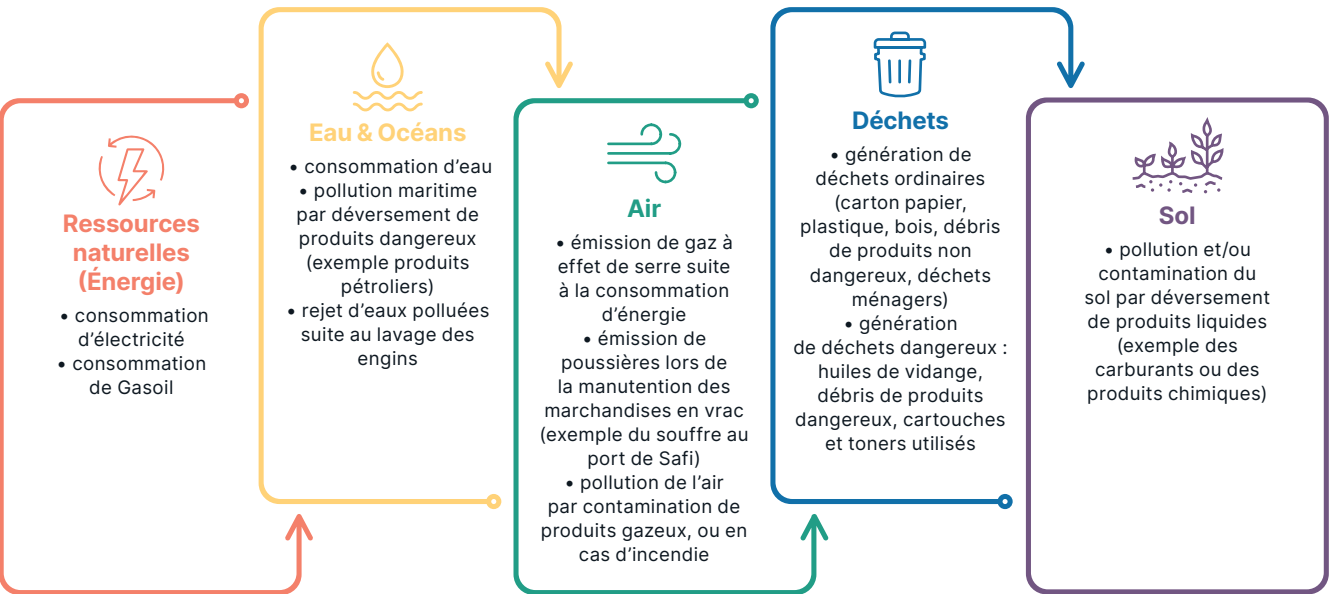 Ressources
naturelles
(Énergie)
• consommation
d’électricité
• consommation
de Gasoil
Eau & Océans
• consommation d’eau
• pollution maritime
par déversement de
produits dangereux
(exemple produits
pétroliers)
• rejet d’eaux polluées
suite au lavage des
engins
Air
• émission de gaz à
effet de serre suite
à la consommation
d’énergie
• émission de
poussières lors de
la manutention des
marchandises en vrac
(exemple du souffre au
port de Safi)
• pollution de l’air
par contamination de
produits gazeux, ou en
cas d’incendie
Déchets
• génération de
déchets ordinaires
(carton papier,
plastique, bois, débris
de produits non
dangereux, déchets
ménagers)
• génération
de déchets dangereux :
huiles de vidange,
débris de produits
dangereux, cartouches
et toners utilisés
Sol
• pollution et/ou
contamination du
sol par déversement
de produits liquides
(exemple des
carburants ou des
produits chimiques)